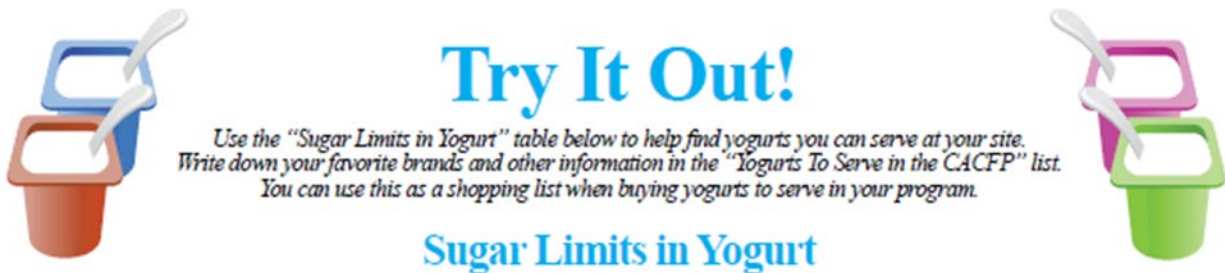 Try It Out!
Use the “Sugar Limits in Yogurt” table below to help find yogurts you can serve at your site.
Write down your favorite brands and other information in the “Yogurts To Serve in the CACFP” list.
You can use this as a shopping list when buying yogurts to serve in your program.
Sugar Limits in Yogurt